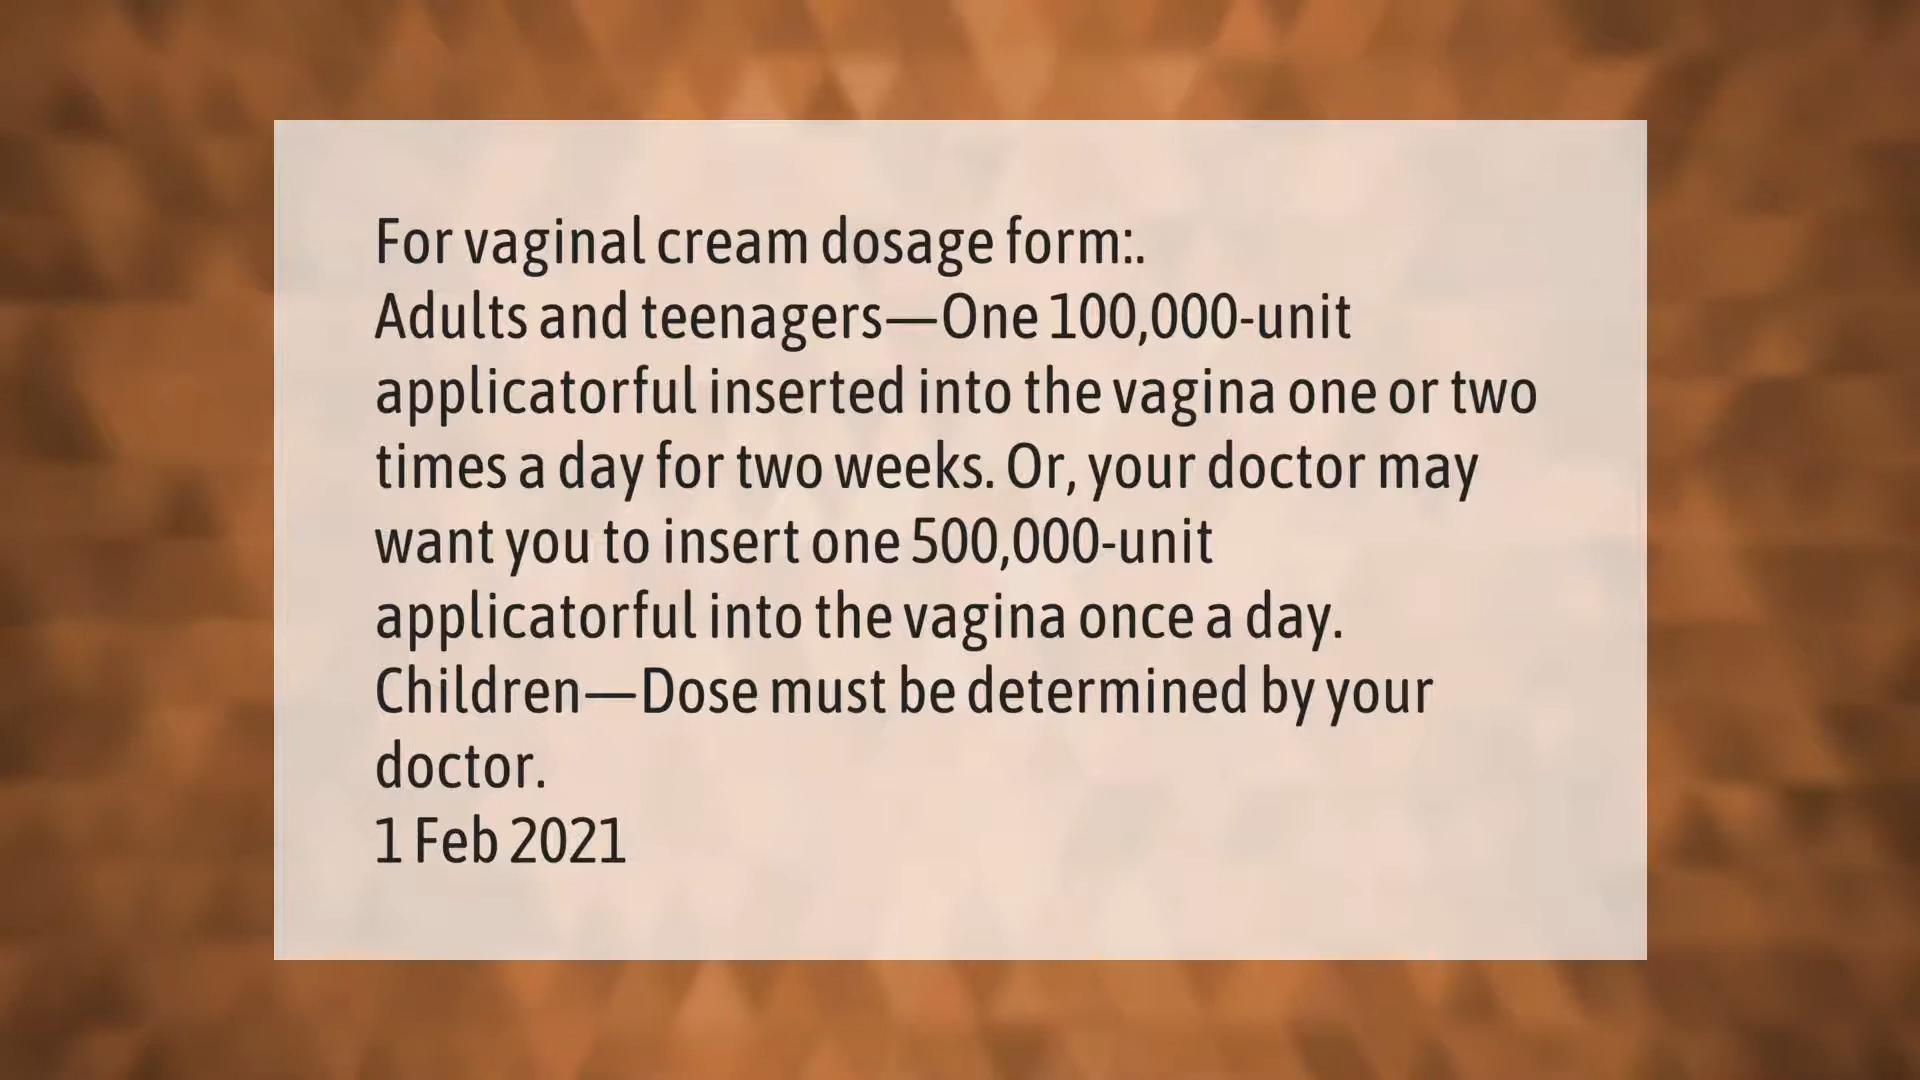 For vaginal cream dosage form:.
Adults and teenagers—One 100,000-unit
applicatorful inserted into the vagina one or two
times a day for two weeks. Or, your doctor may
want you to insert one 500,000-unit
applicatorful into the vagina once a day.
Children—Dose must be determined by your
doctor.
1 Feb 2021